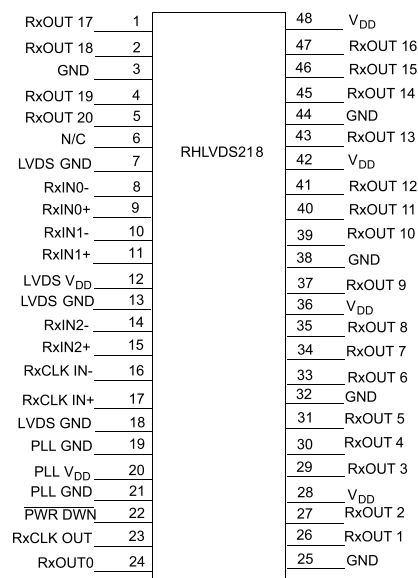 RxOUT 17 1
RxOUT 18 2
GND 3
RxOUT 19 4
RxOUT 20 5
N/C 6
LVDS GND 7
RxIN0- 8
RxIN0+ 9
RxIN1- 10
RxIN1+ 11
LVDS VDD 12
LVDS GND 13
RxIN2- 14
RxIN2+ 15
RxCLK IN- 16
RxCLK IN+ 17
LVDS GND 18
PLL GND 19
PLL VDD 20
PLL GND 21
PWR DWN 22
RxCLK OUT 23
RxOUT0 24
RHLVDS218
48 VDD
47 RxOUT 16
46 RxOUT 15
45 RxOUT 14
44 GND
43 RxOUT 13
42 VDD
41 RxOUT 12
40 RxOUT 11
39 RxOUT 10
38 GND
37 RxOUT 9
36 VDD
35 RxOUT 8
34 RxOUT 7
33 RxOUT 6
32 GND
31 RxOUT 5
30 RxOUT 4
29 RxOUT 3
28 VDD
27 RxOUT 2
26 RxOUT 1
25 GND